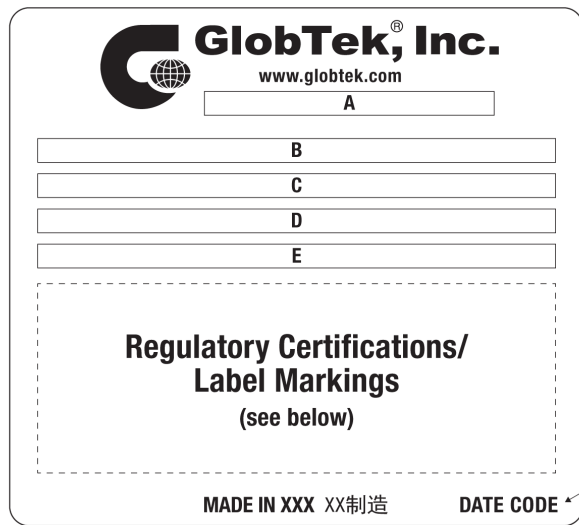 GlobTek,® Inc.
www.globtek.com
A
B
C
D
E
Regulatory Certifications/
Label Markings
(see below)
MADE IN XXX XX制造 DATE CODE